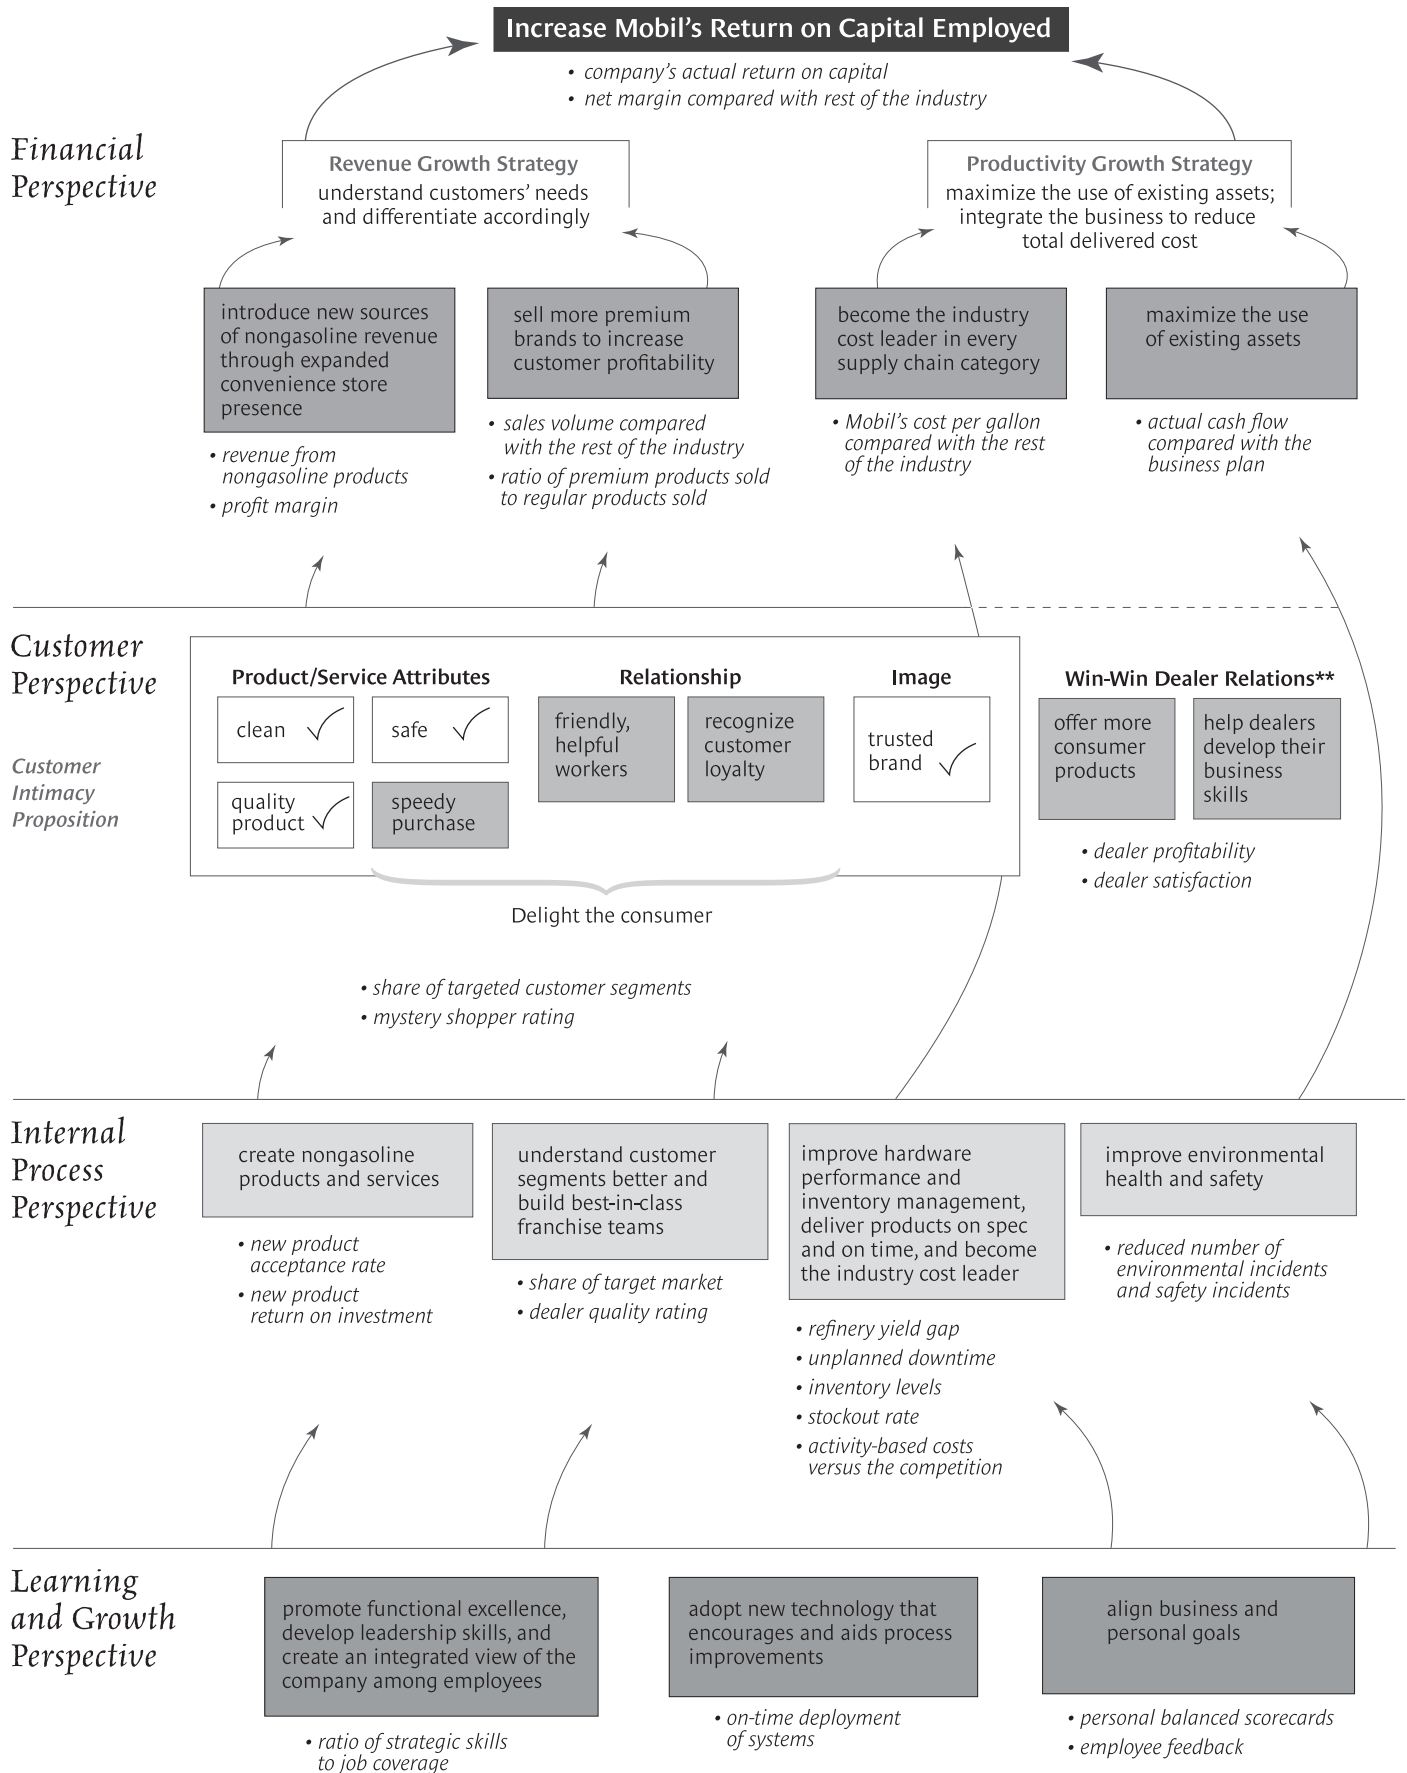 Increase Mobil's Return on Capital Employed
• company's actual return on capital
• net margin compared with rest of the industry
Financial
Perspective
Revenue Growth Strategy
understand customers' needs
and differentiate accordingly
Productivity Growth Strategy
maximize the use of existing assets;
integrate the business to reduce
total delivered cost
introduce new sources
of nongasoline revenue
through expanded
convenience store
presence
• revenue from
nongasoline products
• profit margin
sell more premium
brands to increase
customer profitability
• sales volume compared
with the rest of the industry
• ratio of premium products sold
to regular products sold
become the industry
cost leader in every
supply chain category
• Mobil's cost per gallon
compared with the rest
of the industry
maximize the use
of existing assets
• actual cash flow
compared with the
business plan
Customer
Perspective
Customer
Intimacy
Proposition
Product/Service Attributes
clean
safe
quality
product
speedy
purchase
Relationship
friendly,
helpful
workers
recognize
customer
loyalty
Image
trusted
brand
Delight the consumer
Win-Win Dealer Relations**
offer more
consumer
products
help dealers
develop their
business
skills
• dealer profitability
• dealer satisfaction
• share of targeted customer segments
• mystery shopper rating
Internal
Process
Perspective
create nongasoline
products and services
• new product
acceptance rate
• new product
return on investment
understand customer
segments better and
build best-in-class
franchise teams
• share of target market
• dealer quality rating
improve hardware
performance and
inventory management,
deliver products on spec
and on time, and become
the industry cost leader
• refinery yield gap
• unplanned downtime
• inventory levels
• stockout rate
• activity-based costs
versus the competition
improve environmental
health and safety
• reduced number of
environmental incidents
and safety incidents
Learning
and Growth
Perspective
promote functional excellence,
develop leadership skills, and
create an integrated view of the
company among employees
• ratio of strategic skills
to job coverage
adopt new technology that
encourages and aids process
improvements
• on-time deployment
of systems
align business and
personal goals
• personal balanced scorecards
• employee feedback